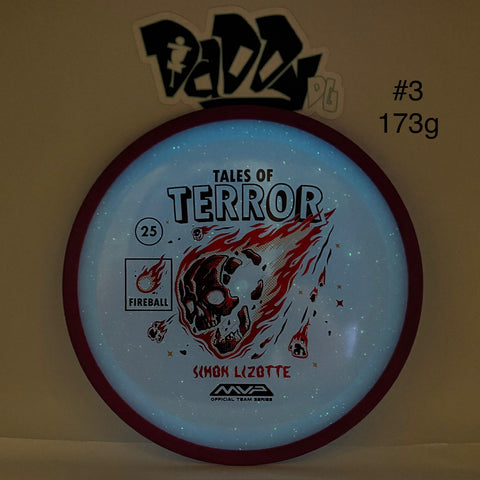 DADDY
DG
#3
173g
TALES OF
TERROR
25
FIREBALL
SIMON LIZOTTE
MVP
OFFICIAL TEAM SERIES